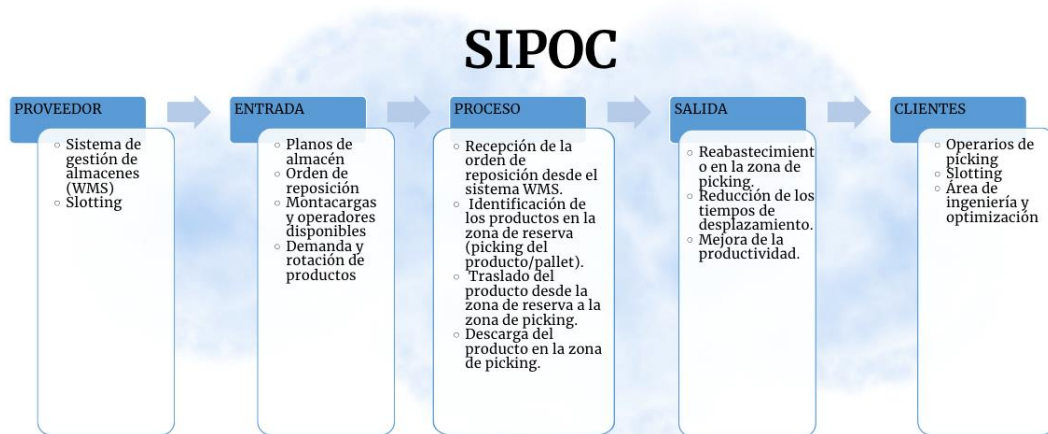 SIPOC
PROVEEDOR
Sistema de
gestión de
almacenes
(WMS)
Slotting
ENTRADA
Planos de
almacén
Orden de
reposición
Montacargas
y operadores
disponibles
Demanda y
rotación de
productos
PROCESO
Recepción de la
orden de
reposición desde el
sistema WMS.
Identificación de
los productos en la
zona de reserva
(picking del
producto/pallet).
Traslado del
producto desde la
zona de reserva a la
zona de picking.
Descarga del
producto en la zona
de picking.
SALIDA
Reabastecimient
o en la zona de
picking.
Reducción de los
tiempos de
desplazamiento.
Mejora de la
productividad.
CLIENTES
Operarios de
picking
Slotting
Área de
ingeniería y
optimización